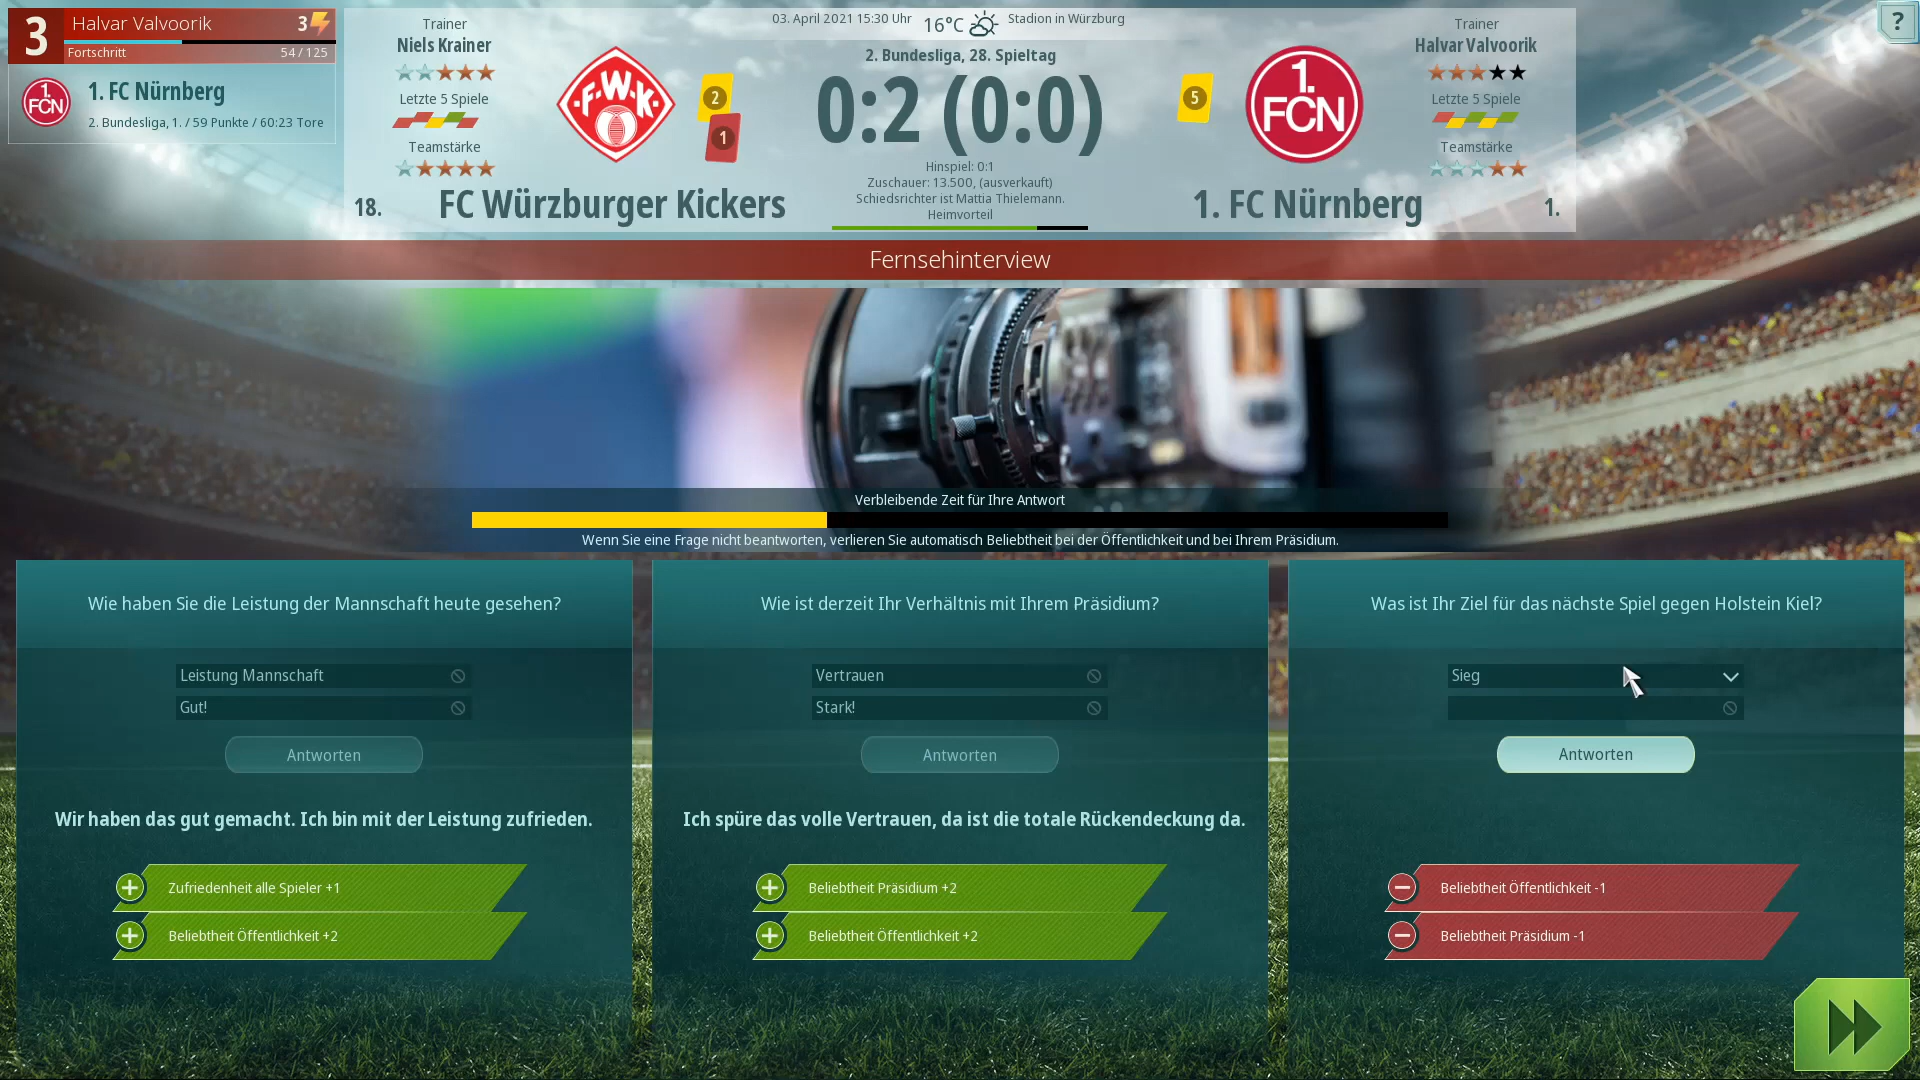 3
Halvar Valvoorik
3
Fortschritt
54 / 125
1. FCN
1. FC Nürnberg
2. Bundesliga, 1. / 59 Punkte / 60:23 Tore
Trainer
Niels Krainer
Letzte 5 Spiele
Teamstärke
18.
FWK
FC Würzburger Kickers
2
1
03. April 2021 15:30 Uhr
16°C
Stadion in Würzburg
2. Bundesliga, 28. Spieltag
0:2 (0:0)
Hinspiel: 0:1
Zuschauer: 13.500, (ausverkauft)
Schiedsrichter ist Mattia Thielemann.
Heimvorteil
5
1. FCN
1. FC Nürnberg
Trainer
Halvar Valvoorik
Letzte 5 Spiele
Teamstärke
1.
?
Fernsehinterview
Verbleibende Zeit für Ihre Antwort
Wenn Sie eine Frage nicht beantworten, verlieren Sie automatisch Beliebtheit bei der Öffentlichkeit und bei Ihrem Präsidium.
Wie haben Sie die Leistung der Mannschaft heute gesehen?
Leistung Mannschaft
Gut!
Antworten
Wir haben das gut gemacht. Ich bin mit der Leistung zufrieden.
Zufriedenheit alle Spieler +1
Beliebtheit Öffentlichkeit +2
Wie ist derzeit Ihr Verhältnis mit Ihrem Präsidium?
Vertrauen
Stark!
Antworten
Ich spüre das volle Vertrauen, da ist die totale Rückendeckung da.
Beliebtheit Präsidium +2
Beliebtheit Öffentlichkeit +2
Was ist Ihr Ziel für das nächste Spiel gegen Holstein Kiel?
Sieg
Antworten
Beliebtheit Öffentlichkeit -1
Beliebtheit Präsidium -1